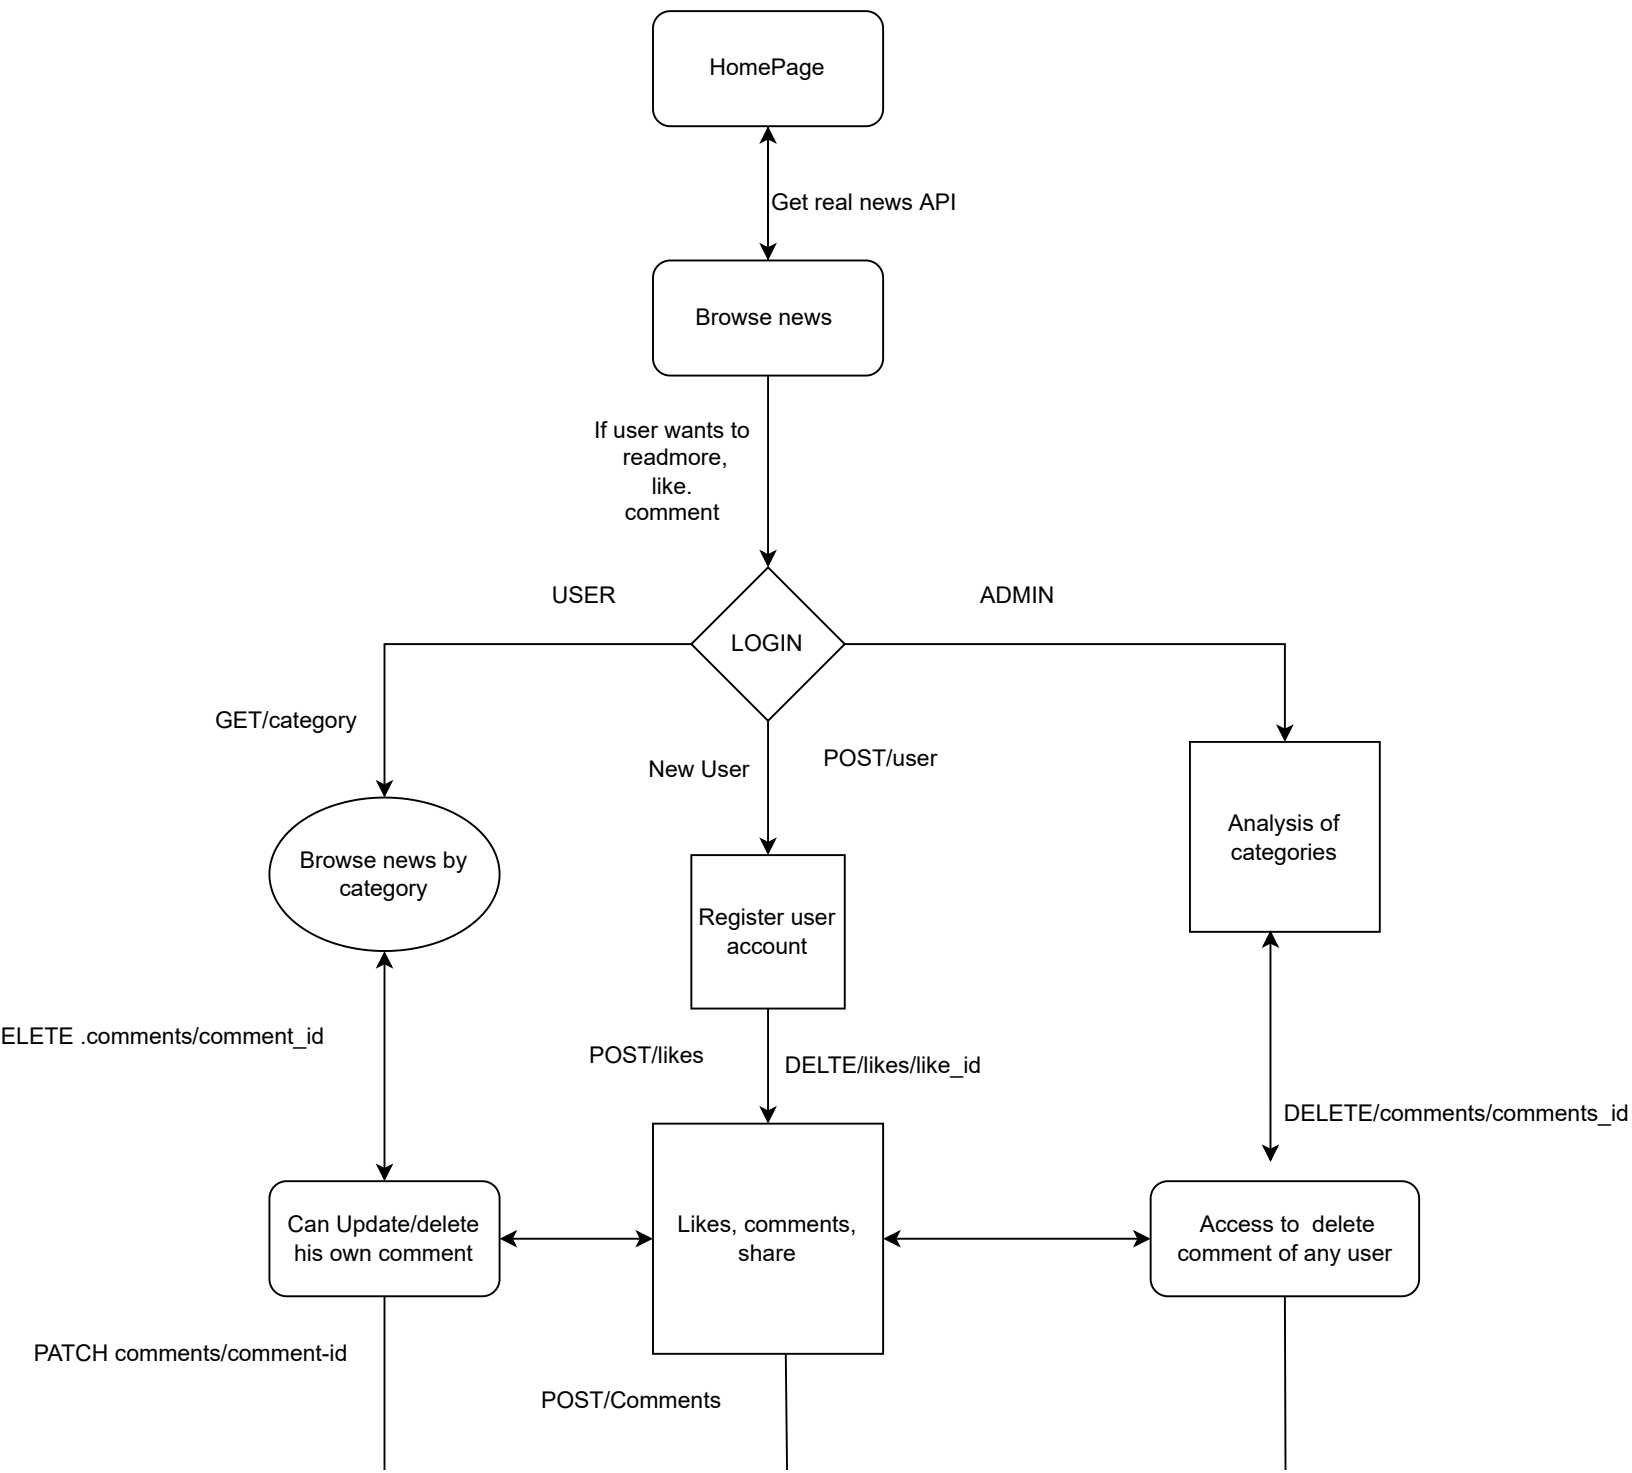 HomePage
Get real news API
Browse news
If user wants to
readmore,
like.
comment
USER
ADMIN
LOGIN
GET/category
New User
POST/user
Analysis of
categories
Browse news by
category
Register user
account
ELETE .comments/comment_id
POST/likes
DELTE/likes/like_id
DELETE/comments/comments_id
Can Update/delete
his own comment
Likes, comments,
share
Access to  delete
comment of any user
PATCH comments/comment-id
POST/Comments